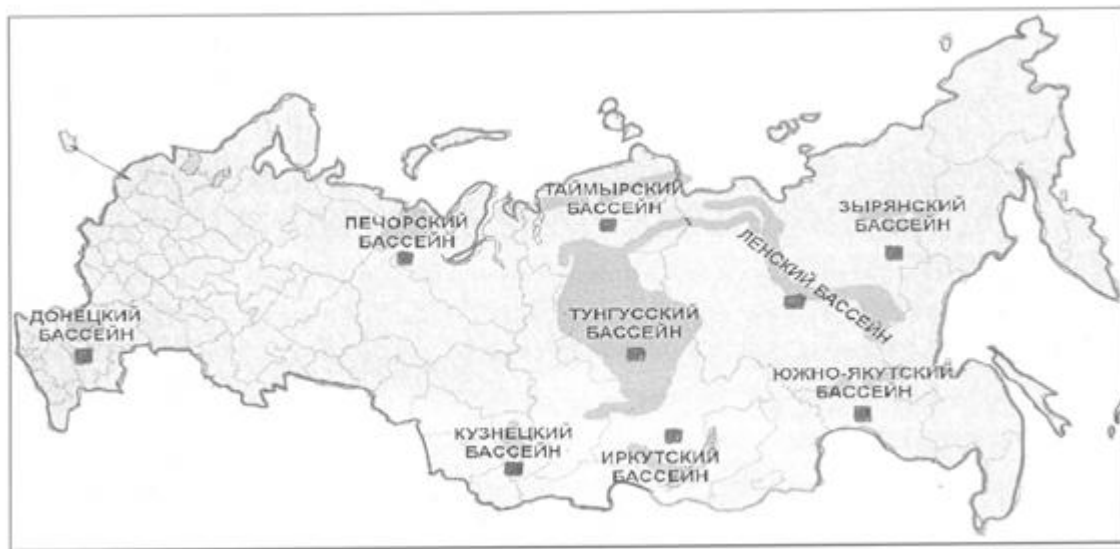 ТАЙМЫРСКИЙ
БАССЕЙН
ЗЫРЯНСКИЙ
БАССЕЙН
ПЕЧОРСКИЙ
БАССЕЙН
ЛЕНСКИЙ БАССЕЙН
ДОНЕЦКИЙ
БАССЕЙН
ТУНГУССКИЙ
БАССЕЙН
ЮЖНО-ЯКУТСКИЙ
БАССЕЙН
КУЗНЕЦКИЙ
БАССЕЙН
ИРКУТСКИЙ
БАССЕЙН